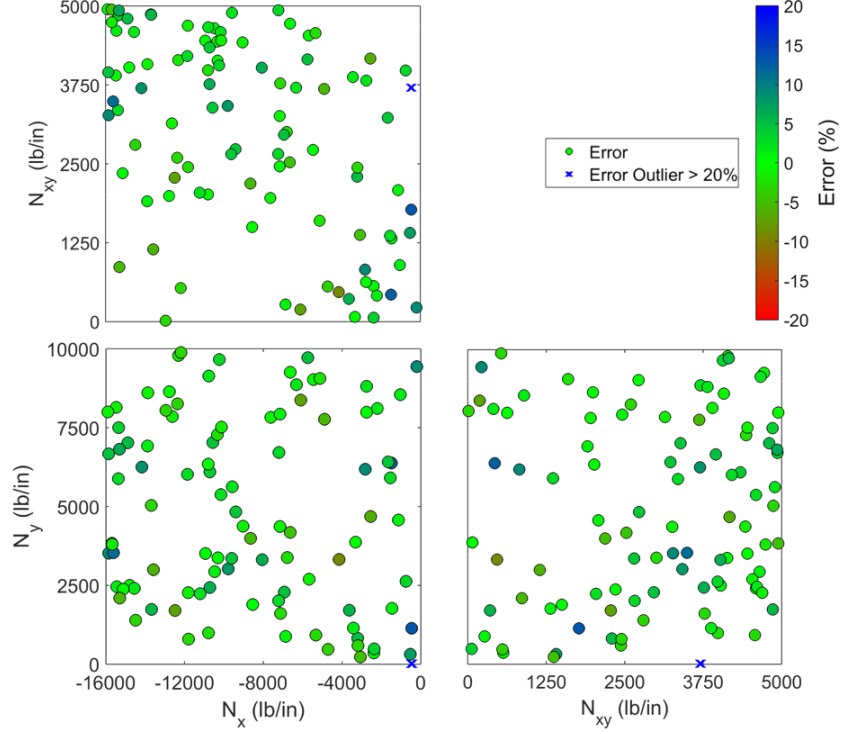 5000
3750
2500
1250
0
N_xy (lb/in)
Error
Error Outlier > 20%
20
15
10
5
0
-5
-10
-15
-20
Error (%)
10000
7500
5000
2500
0
N_y (lb/in)
-16000 -12000 -8000 -4000 0
N_x (lb/in)
0 1250 2500 3750 5000
N_xy (lb/in)